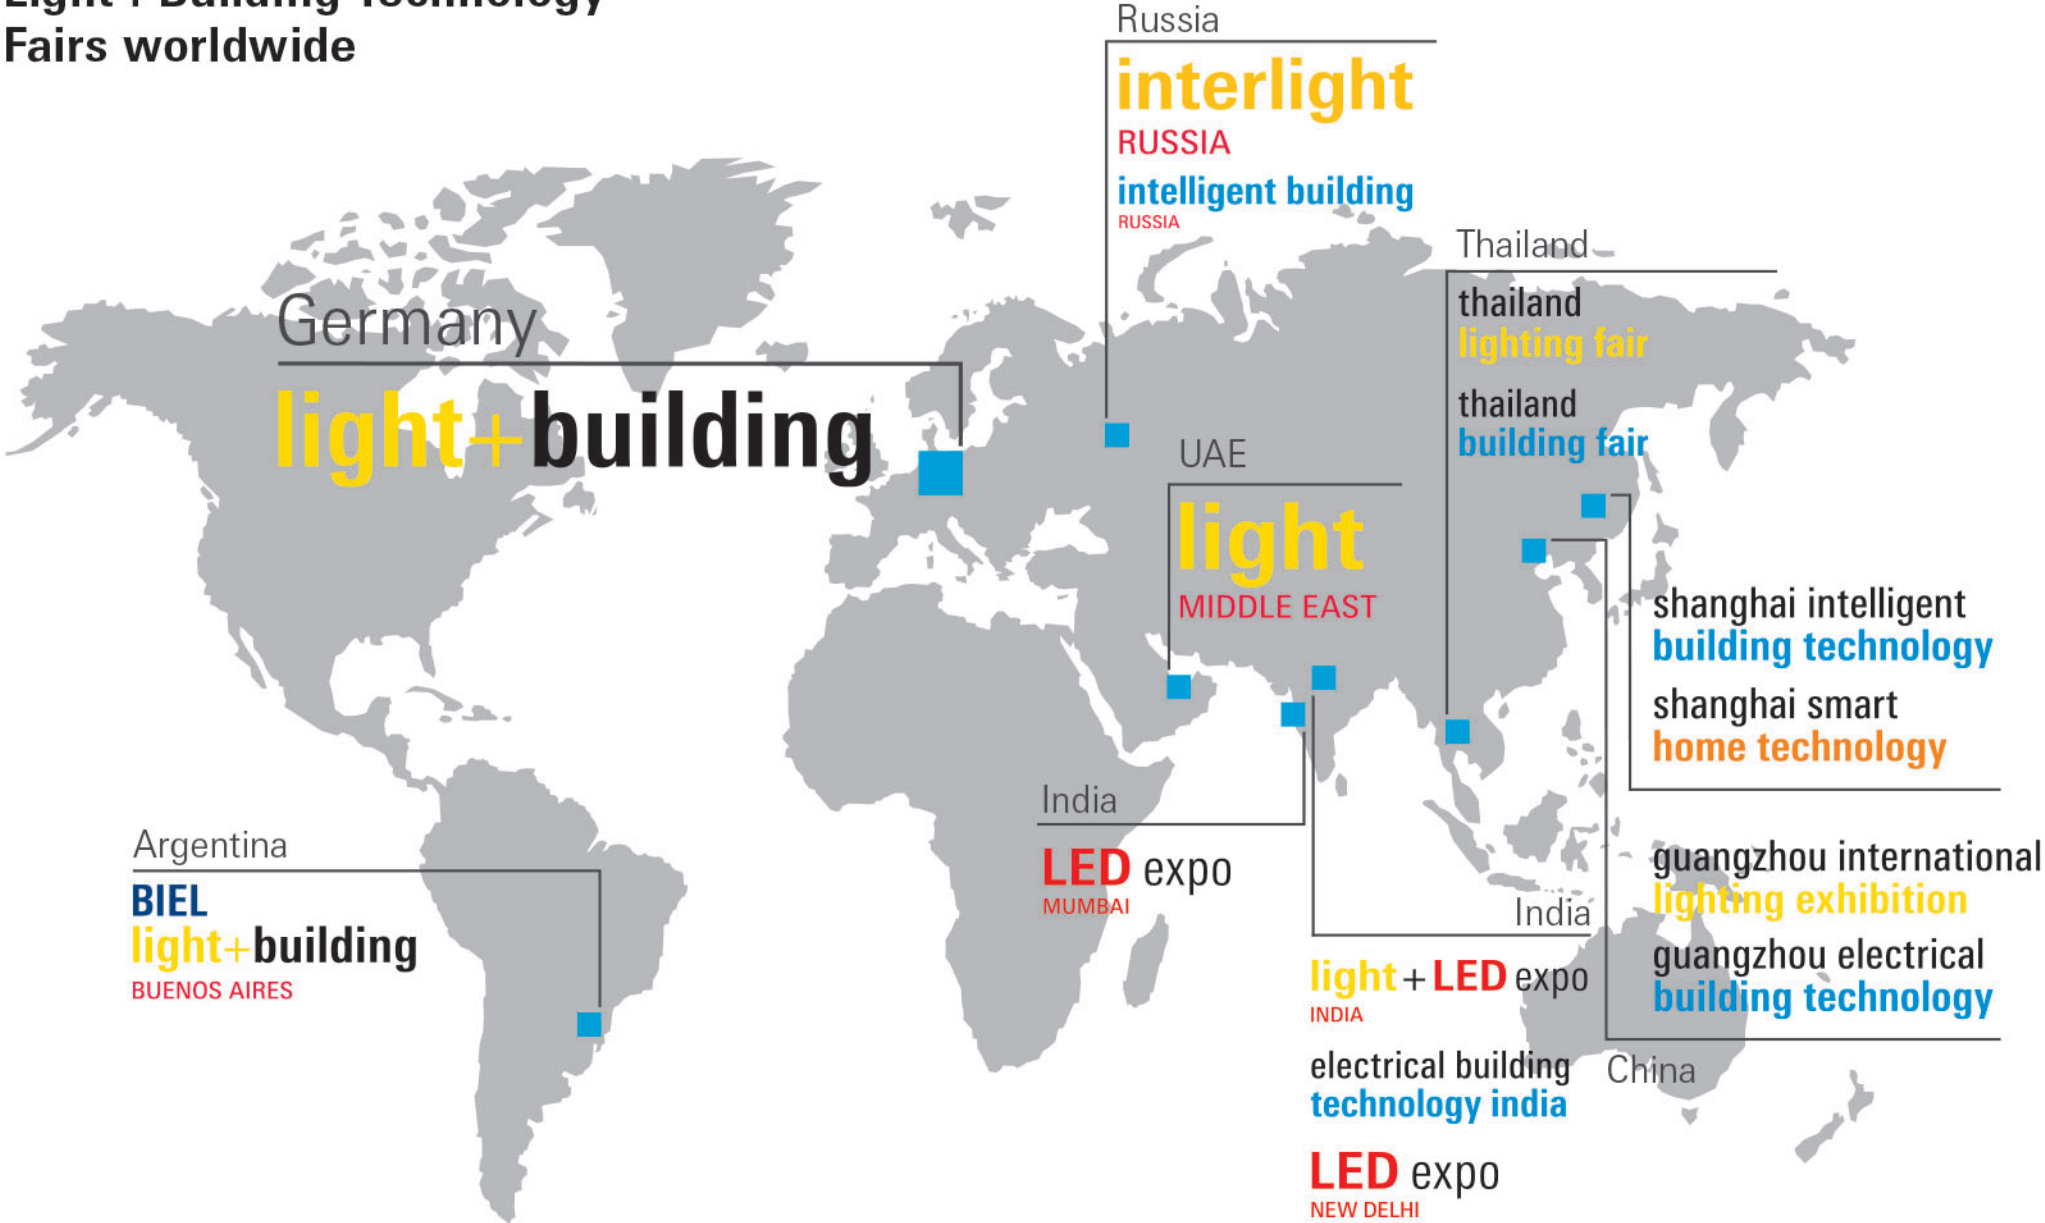 Light + Building Technology
Fairs worldwide
Russia
interlight
RUSSIA
intelligent building
RUSSIA
Thailand
thailand
lighting fair
thailand
building fair
Germany
light+building
UAE
light
MIDDLE EAST
shanghai intelligent
building technology
shanghai smart
home technology
India
LED expo
MUMBAI
Argentina
BIEL
light+building
BUENOS AIRES
guangzhou international
lighting exhibition
guangzhou electrical
building technology
China
India
light + LED expo
INDIA
electrical building
technology india
LED expo
NEW DELHI